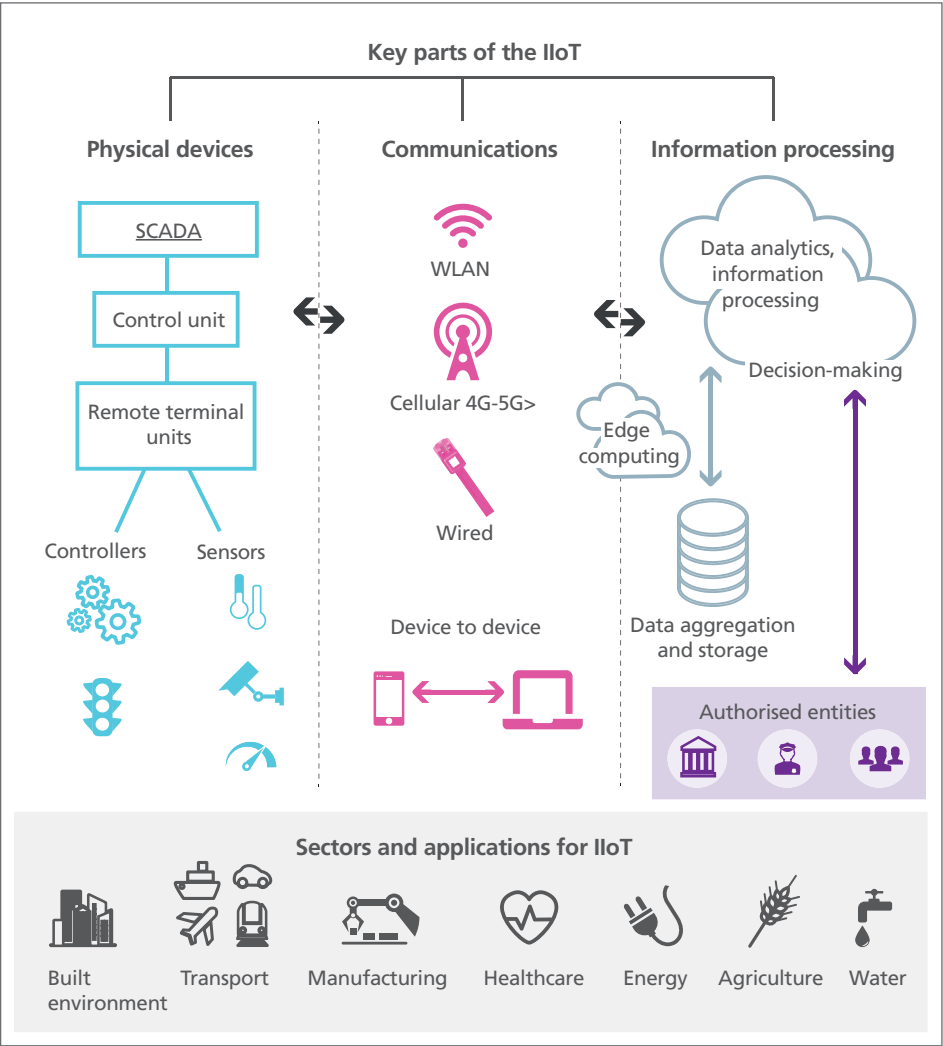 Key parts of the IIoT
Physical devices
SCADA
Control unit
Remote terminal
units
Controllers
Sensors
Communications
WLAN
Cellular 4G-5G>
Wired
Device to device
Information processing
Data analytics,
information
processing
Decision-making
Edge
computing
Data aggregation
and storage
Authorised entities
Sectors and applications for IIoT
Built
environment
Transport
Manufacturing
Healthcare
Energy
Agriculture
Water